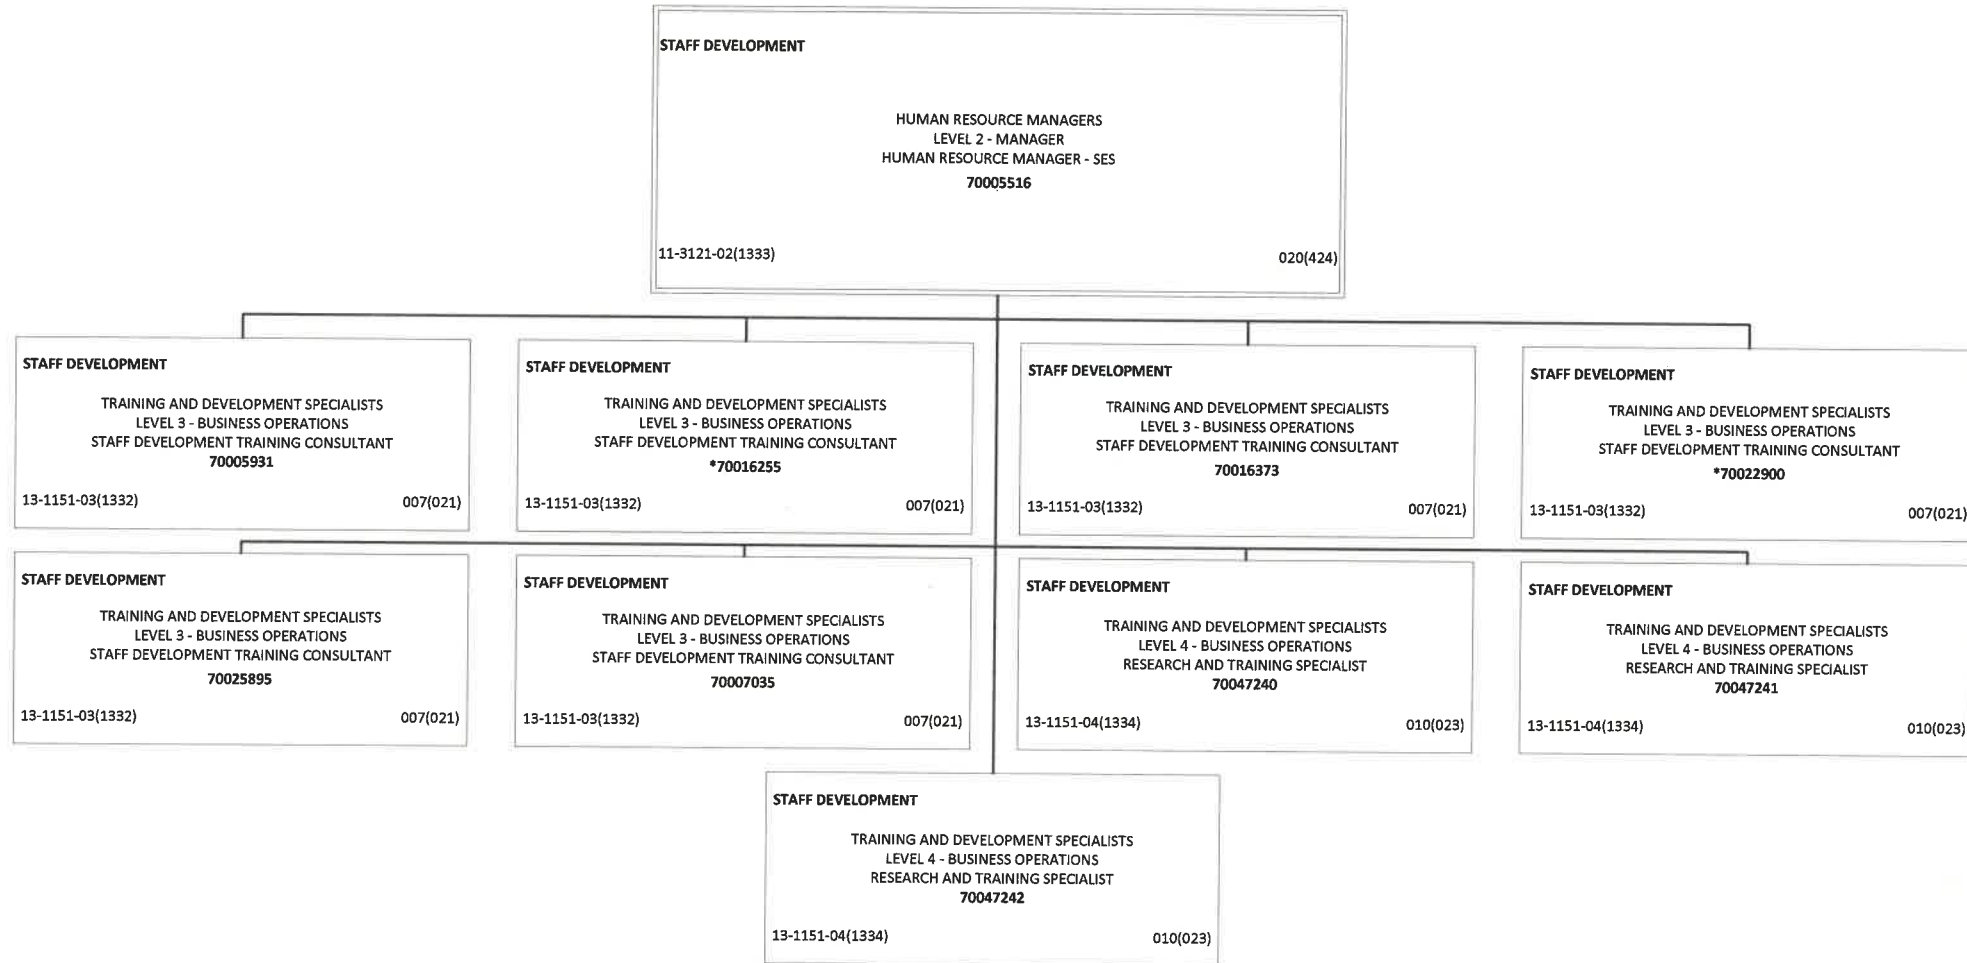 STAFF DEVELOPMENT
HUMAN RESOURCE MANAGERS
LEVEL 2 - MANAGER
HUMAN RESOURCE MANAGER - SES
70005516
11-3121-02(1333)
020(424)
STAFF DEVELOPMENT
TRAINING AND DEVELOPMENT SPECIALISTS
LEVEL 3 - BUSINESS OPERATIONS
STAFF DEVELOPMENT TRAINING CONSULTANT
70005931
13-1151-03(1332)
007(021)
STAFF DEVELOPMENT
TRAINING AND DEVELOPMENT SPECIALISTS
LEVEL 3 - BUSINESS OPERATIONS
STAFF DEVELOPMENT TRAINING CONSULTANT
*70016255
13-1151-03(1332)
007(021)
STAFF DEVELOPMENT
TRAINING AND DEVELOPMENT SPECIALISTS
LEVEL 3 - BUSINESS OPERATIONS
STAFF DEVELOPMENT TRAINING CONSULTANT
70016373
13-1151-03(1332)
007(021)
STAFF DEVELOPMENT
TRAINING AND DEVELOPMENT SPECIALISTS
LEVEL 3 - BUSINESS OPERATIONS
STAFF DEVELOPMENT TRAINING CONSULTANT
*70022900
13-1151-03(1332)
007(021)
STAFF DEVELOPMENT
TRAINING AND DEVELOPMENT SPECIALISTS
LEVEL 3 - BUSINESS OPERATIONS
STAFF DEVELOPMENT TRAINING CONSULTANT
70025895
13-1151-03(1332)
007(021)
STAFF DEVELOPMENT
TRAINING AND DEVELOPMENT SPECIALISTS
LEVEL 3 - BUSINESS OPERATIONS
STAFF DEVELOPMENT TRAINING CONSULTANT
70007035
13-1151-03(1332)
007(021)
STAFF DEVELOPMENT
TRAINING AND DEVELOPMENT SPECIALISTS
LEVEL 4 - BUSINESS OPERATIONS
RESEARCH AND TRAINING SPECIALIST
70047240
13-1151-04(1334)
010(023)
STAFF DEVELOPMENT
TRAINING AND DEVELOPMENT SPECIALISTS
LEVEL 4 - BUSINESS OPERATIONS
RESEARCH AND TRAINING SPECIALIST
70047241
13-1151-04(1334)
010(023)
STAFF DEVELOPMENT
TRAINING AND DEVELOPMENT SPECIALISTS
LEVEL 4 - BUSINESS OPERATIONS
RESEARCH AND TRAINING SPECIALIST
70047242
13-1151-04(1334)
010(023)